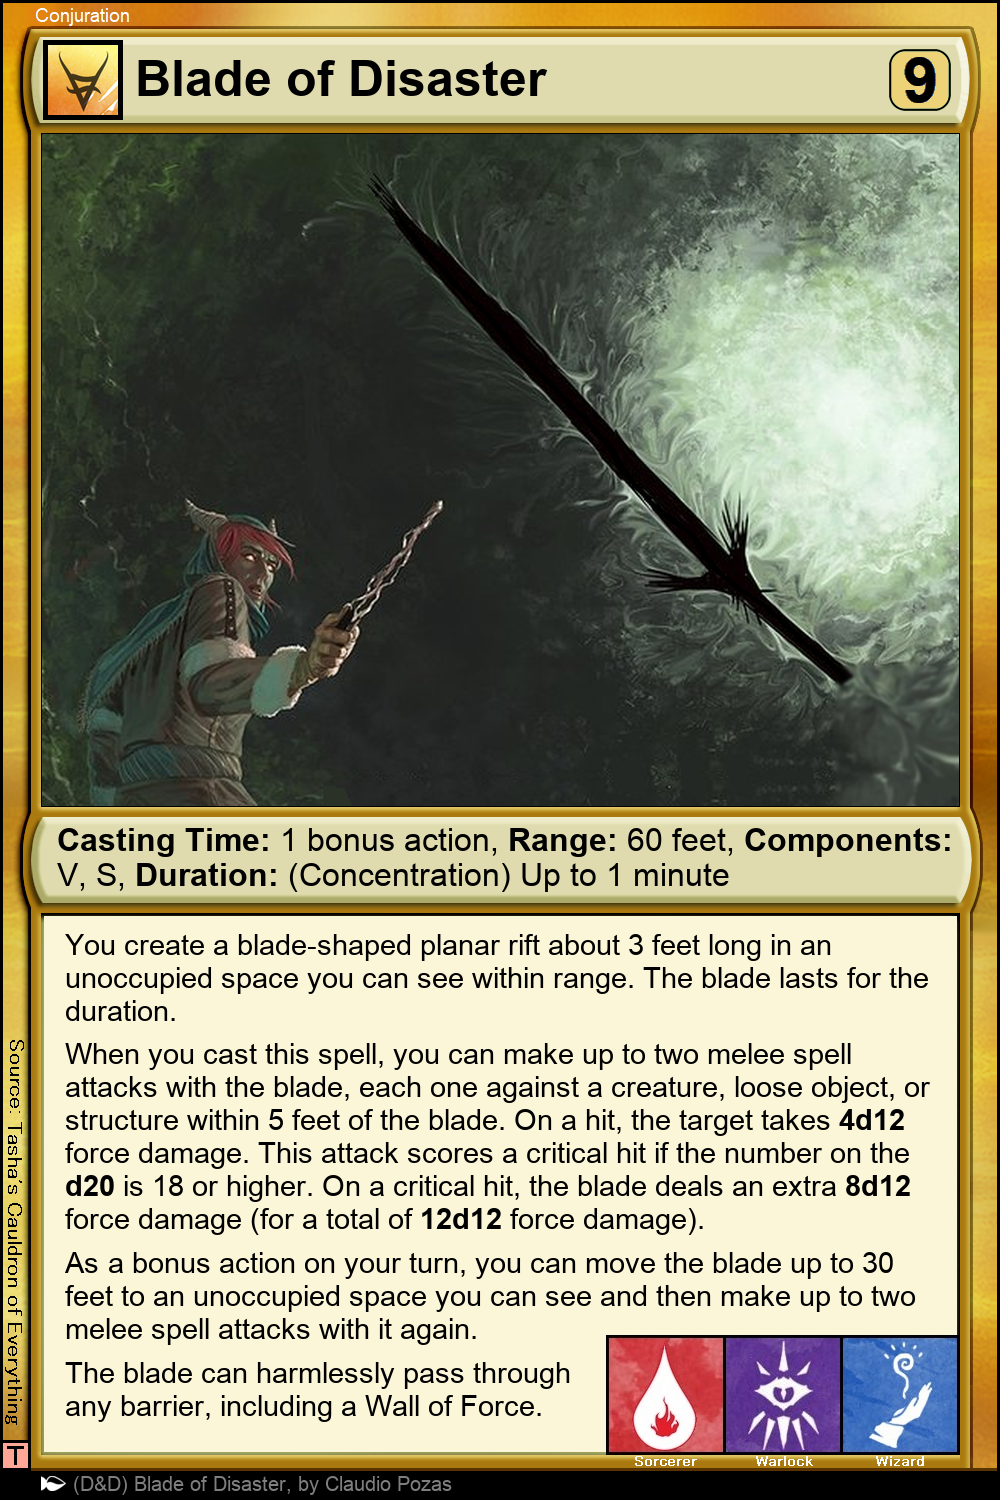 Conjuration
Blade of Disaster
9
Casting Time: 1 bonus action, Range: 60 feet, Components:
V, S, Duration: (Concentration) Up to 1 minute
You create a blade-shaped planar rift about 3 feet long in an
unoccupied space you can see within range. The blade lasts for the
duration.
When you cast this spell, you can make up to two melee spell
attacks with the blade, each one against a creature, loose object, or
structure within 5 feet of the blade. On a hit, the target takes 4d12
force damage. This attack scores a critical hit if the number on the
d20 is 18 or higher. On a critical hit, the blade deals an extra 8d12
force damage (for a total of 12d12 force damage).
As a bonus action on your turn, you can move the blade up to 30
feet to an unoccupied space you can see and then make up to two
melee spell attacks with it again.
The blade can harmlessly pass through
any barrier, including a Wall of Force.
Sorcerer
Warlock
Wizard
Source: Tasha's Cauldron of Everything
T
(D&D) Blade of Disaster, by Claudio Pozas